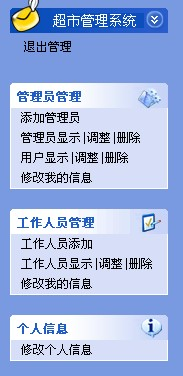 超市管理系统
退出管理
管理员管理
添加管理员
管理员显示|调整|删除
用户显示|调整|删除
修改我的信息
工作人员管理
工作人员添加
工作人员显示|调整|删除
修改我的信息
个人信息
修改个人信息